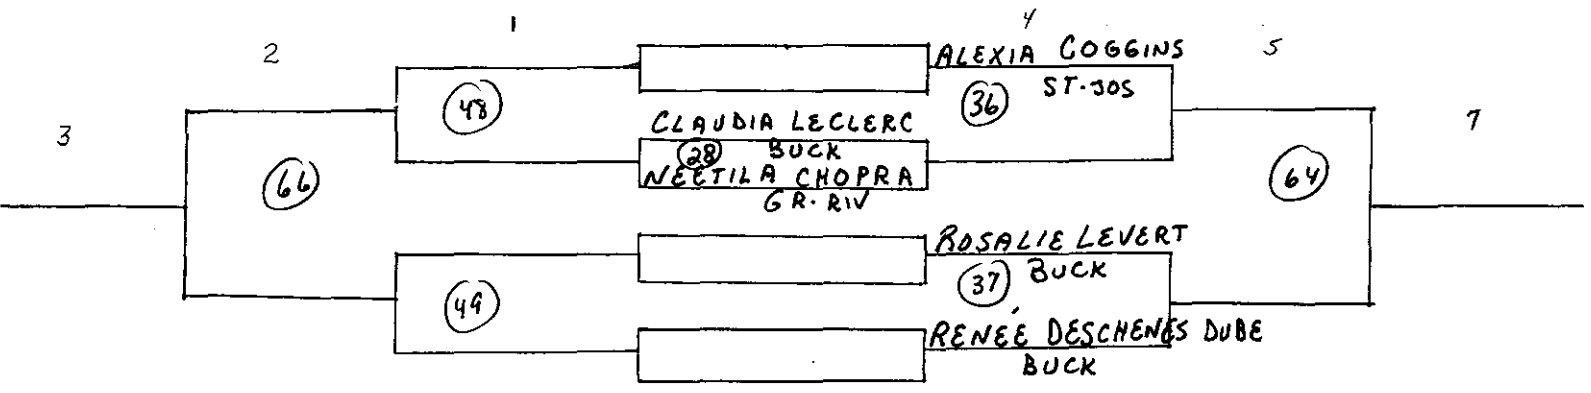 1
4
2
5
3
7
ALEXIA COGGINS
ST-JOS
48
36
CLAUDIA LECLERC
BUCK
28
NEETILA CHOPRA
GR. RIV
66
64
ROSALIE LEVERT
BUCK
49
37
RENÉE DESCHENES DUBE
BUCK